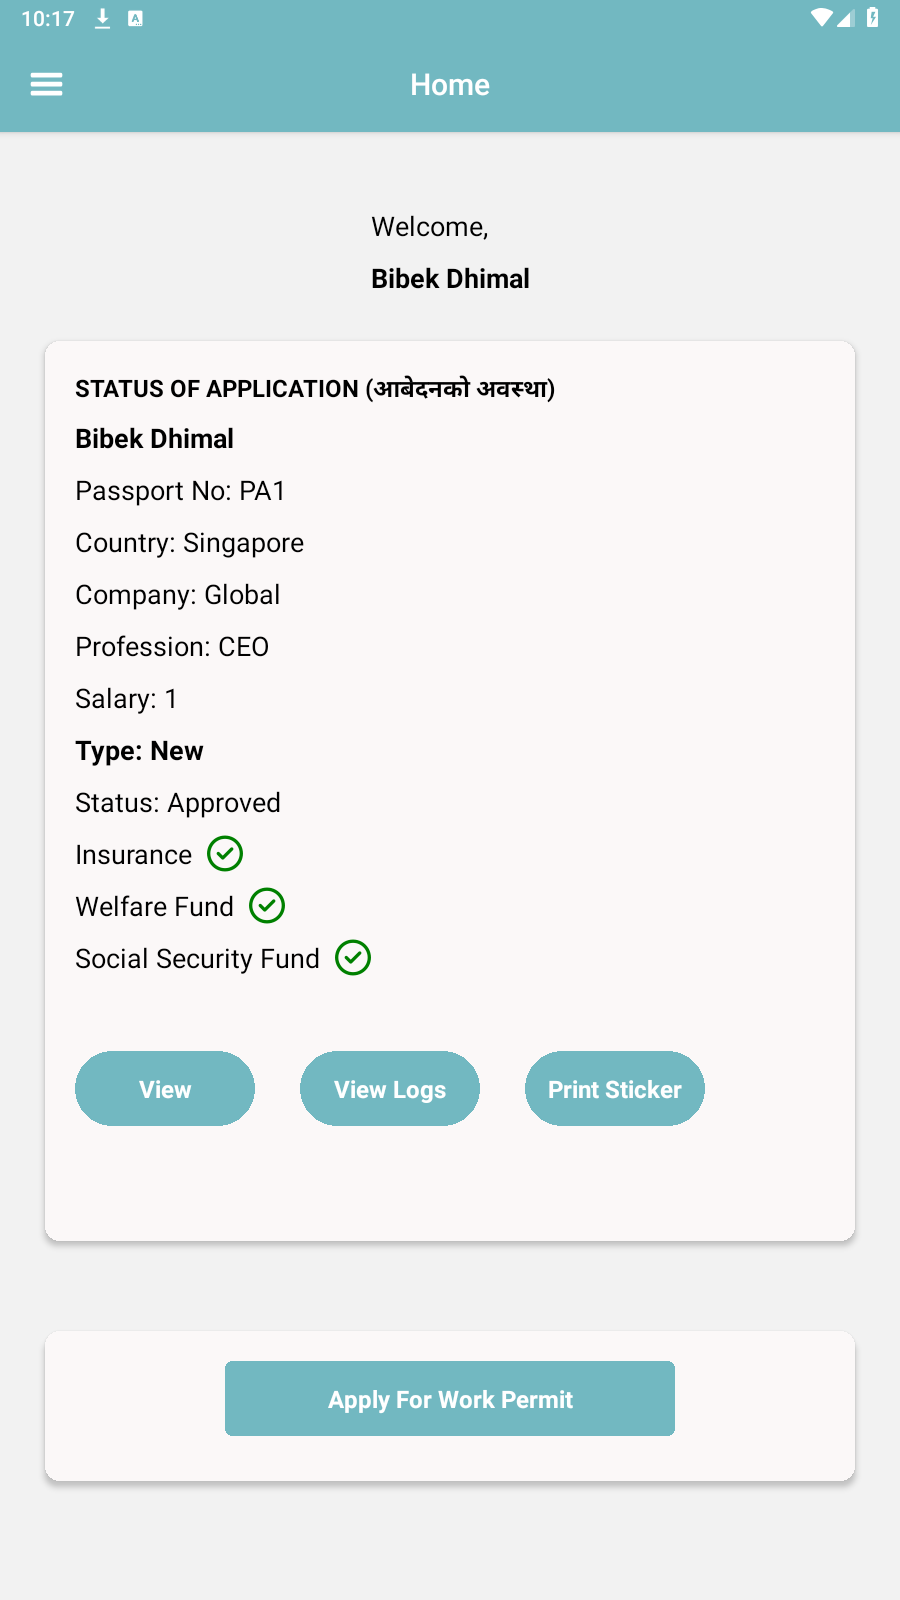 10:17
Home
Welcome,
Bibek Dhimal
STATUS OF APPLICATION (आबेदनको अवस्था)
Bibek Dhimal
Passport No: PA1
Country: Singapore
Company: Global
Profession: CEO
Salary: 1
Type: New
Status: Approved
Insurance
Welfare Fund
Social Security Fund
View
View Logs
Print Sticker
Apply For Work Permit